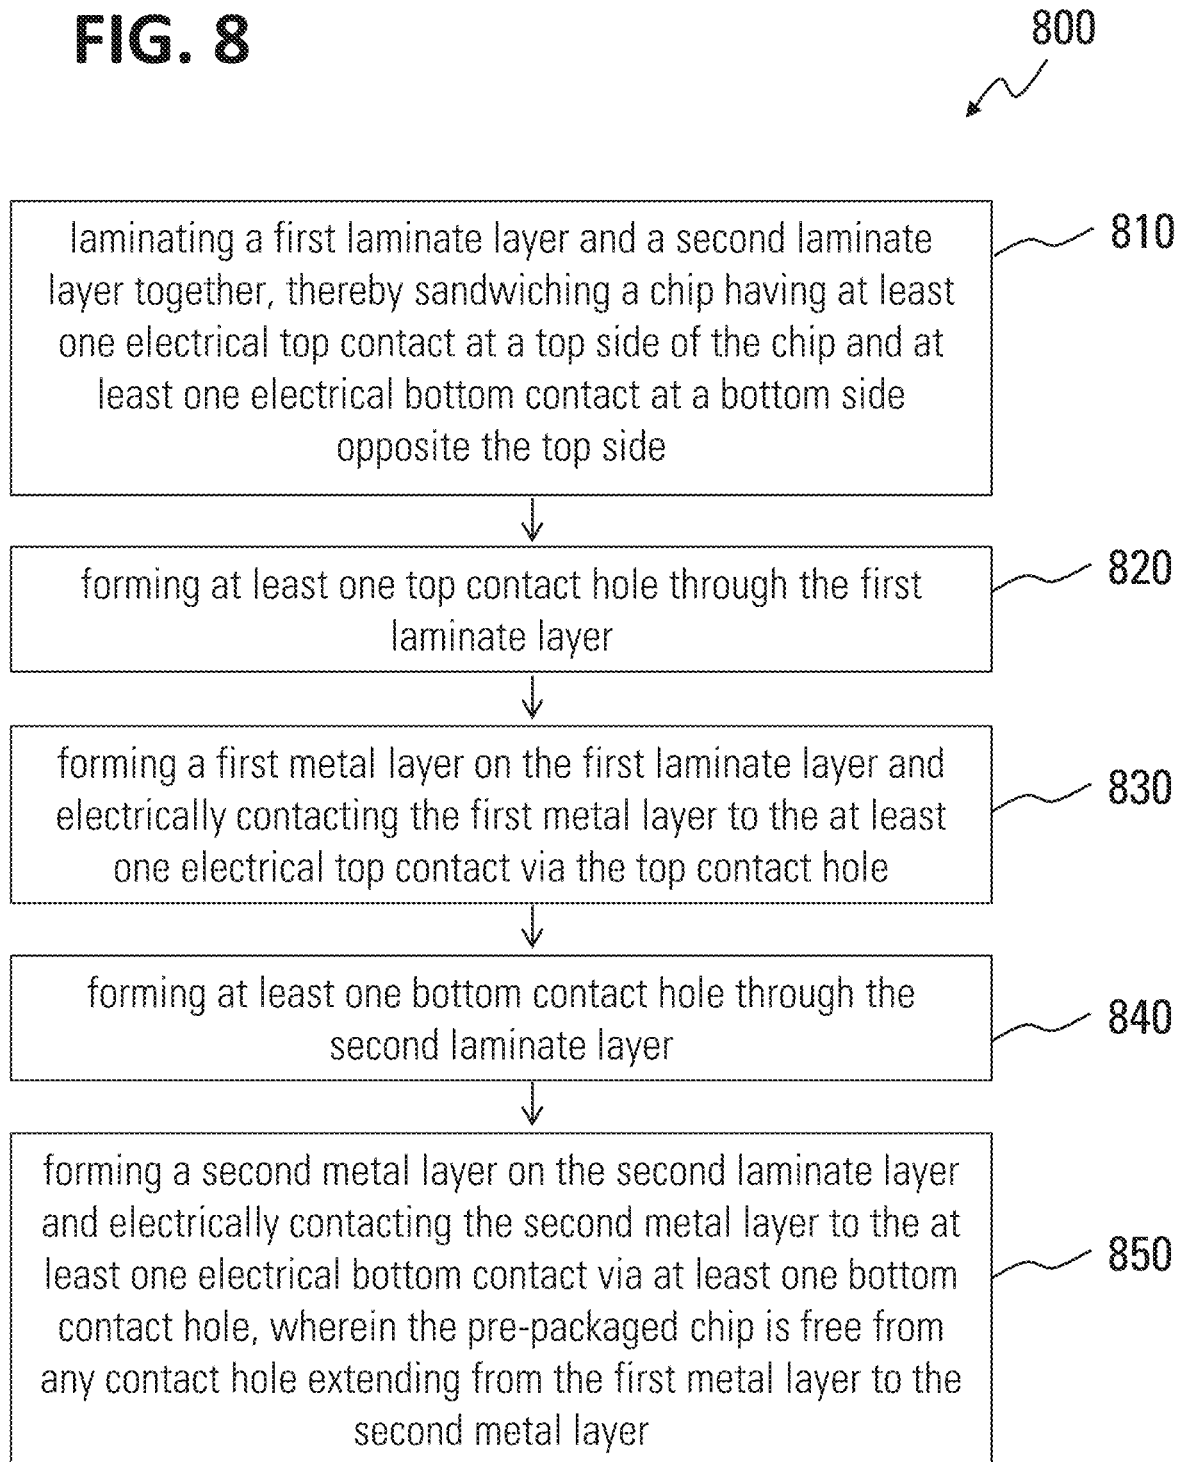 FIG. 8
800
laminating a first laminate layer and a second laminate
layer together, thereby sandwiching a chip having at least
one electrical top contact at a top side of the chip and at
least one electrical bottom contact at a bottom side
opposite the top side
810
forming at least one top contact hole through the first
laminate layer
820
forming a first metal layer on the first laminate layer and
electrically contacting the first metal layer to the at least
one electrical top contact via the top contact hole
830
forming at least one bottom contact hole through the
second laminate layer
840
forming a second metal layer on the second laminate layer
and electrically contacting the second metal layer to the at
least one electrical bottom contact via at least one bottom
contact hole, wherein the pre-packaged chip is free from
any contact hole extending from the first metal layer to the
second metal layer
850